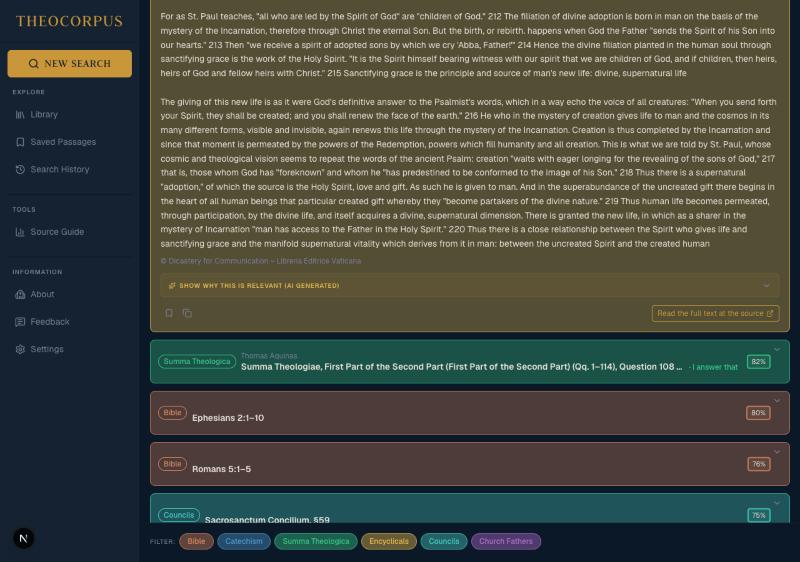 THEOCORPUS
NEW SEARCH
EXPLORE
Library
Saved Passages
Search History
TOOLS
Source Guide
INFORMATION
About
Feedback
Settings
N
For as St. Paul teaches, "all who are led by the Spirit of God" are "children of God." 212 The filiation of divine adoption is born in man on the basis of the
mystery of the Incarnation, therefore through Christ the eternal Son. But the birth, or rebirth. happens when God the Father "sends the Spirit of his Son into
our hearts." 213 Then "we receive a spirit of adopted sons by which we cry 'Abba, Father!'" 214 Hence the divine filiation planted in the human soul through
sanctifying grace is the work of the Holy Spirit. "It is the Spirit himself bearing witness with our spirit that we are children of God, and if children, then heirs,
heirs of God and fellow heirs with Christ." 215 Sanctifying grace is the principle and source of man's new life: divine, supernatural life
The giving of this new life is as it were God's definitive answer to the Psalmist's words, which in a way echo the voice of all creatures: "When you send forth
your Spirit, they shall be created; and you shall renew the face of the earth." 216 He who in the mystery of creation gives life to man and the cosmos in its
many different forms, visible and invisible, again renews this life through the mystery of the Incarnation. Creation is thus completed by the Incarnation and
since that moment is permeated by the powers of the Redemption, powers which fill humanity and all creation. This is what we are told by St. Paul, whose
cosmic and theological vision seems to repeat the words of the ancient Psalm: creation "waits with eager longing for the revealing of the sons of God," 217
that is, those whom God has "foreknown" and whom he "has predestined to be conformed to the image of his Son." 218 Thus there is a supernatural
"adoption," of which the source is the Holy Spirit, love and gift. As such he is given to man. And in the superabundance of the uncreated gift there begins in
the heart of all human beings that particular created gift whereby they "become partakers of the divine nature." 219 Thus human life becomes permeated,
through participation, by the divine life, and itself acquires a divine, supernatural dimension. There is granted the new life, in which as a sharer in the
mystery of Incarnation "man has access to the Father in the Holy Spirit." 220 Thus there is a close relationship between the Spirit who gives life and
sanctifying grace and the manifold supernatural vitality which derives from it in man: between the uncreated Spirit and the created human
© Dicastery for Communication – Libreria Editrice Vaticana
SHOW WHY THIS IS RELEVANT (AI GENERATED)
Read the full text at the source
Summa Theologica
Thomas Aquinas
Summa Theologiae, First Part of the Second Part (First Part of the Second Part) (Qq. 1–114), Question 108 ... · I answer that 82%
Bible Ephesians 2:1–10 80%
Bible Romans 5:1–5 76%
Councils Sacrosanctum Concilium, §59 75%
FILTER: Bible Catechism Summa Theologica Encyclicals Councils Church Fathers